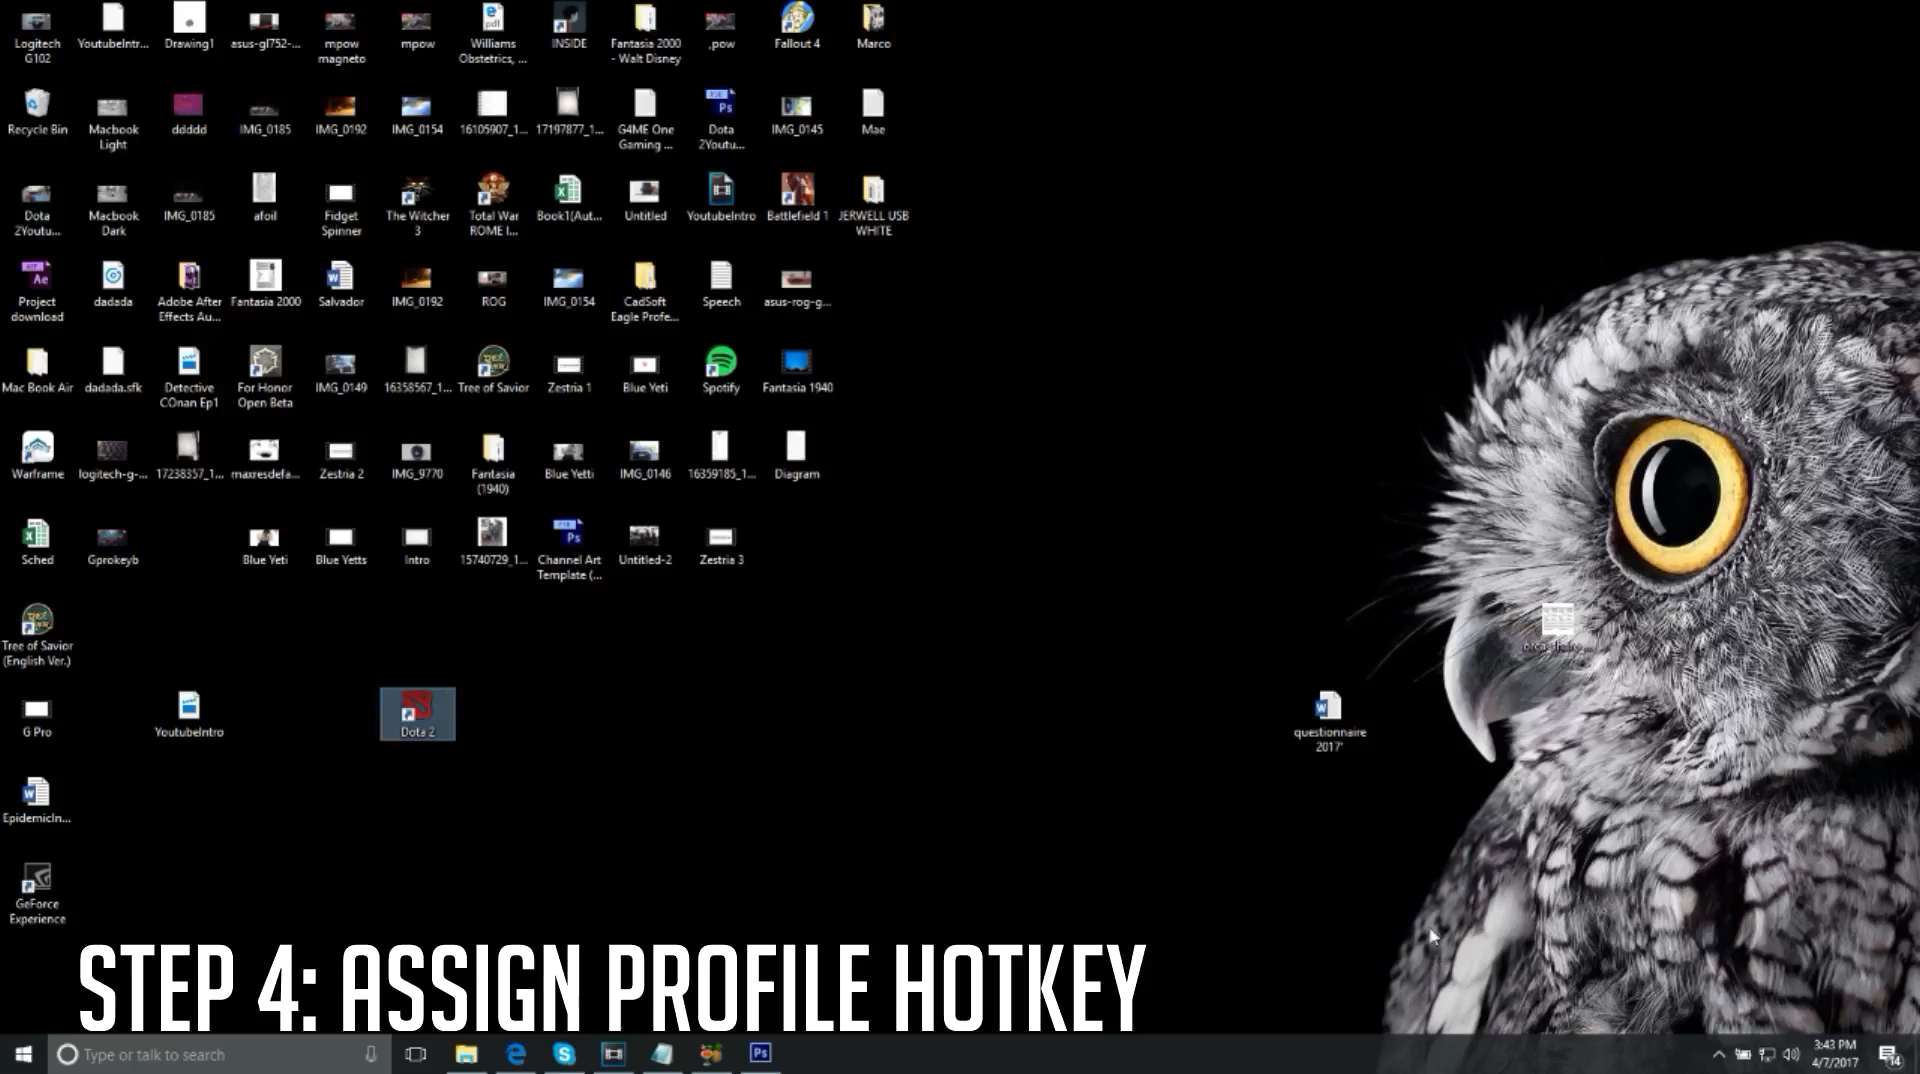 Logitech G102
YoutubeIntr...
Drawing1
asus-gl752-...
mpow magneto
mpow
Williams Obstetrics, ...
INSIDE
Fantasia 2000 - Walt Disney
,pow
Fallout 4
Marco
Recycle Bin
Macbook Light
ddddd
IMG_0185
IMG_0192
IMG_0154
16105907_1...
17197877_1...
G4ME One Gaming ...
Dota 2Youtu...
IMG_0145
Mae
Dota 2Youtu...
Macbook Dark
IMG_0185
afoil
Fidget Spinner
The Witcher 3
Total War ROME I...
Book1(Aut...
Untitled
YoutubeIntro
Battlefield 1
JERWELL USB WHITE
Project download
dadada
Adobe After Effects Au...
Fantasia 2000
Salvador
IMG_0192
ROG
IMG_0154
CadSoft Eagle Profe...
Speech
asus-rog-g...
Mac Book Air
dadada.sfk
Detective COnan Ep1
For Honor Open Beta
IMG_0149
16358567_1...
Tree of Savior
Zestria 1
Blue Yeti
Spotify
Fantasia 1940
Warframe
logitech-g-...
17238357_1...
maxresdefa...
Zestria 2
IMG_9770
Fantasia (1940)
Blue Yetti
IMG_0146
16359185_1...
Diagram
Sched
Gprokeyb
Blue Yeti
Blue Yetts
Intro
15740729_1...
Channel Art Template (...
Untitled-2
Zestria 3
Tree of Savior (English Ver.)
G Pro
YoutubeIntro
Dota 2
questionnaire 2017'
EpidemicIn...
GeForce Experience
STEP 4: ASSIGN PROFILE HOTKEY
Type or talk to search
Ps
3:43 PM
4/7/2017
14